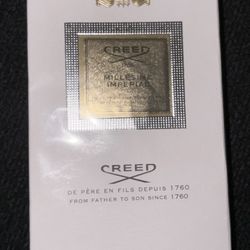 CREED
MILLESIME
IMPERIAL
CREED
DE PÈRE EN FILS DEPUIS 1760
FROM FATHER TO SON SINCE 1760